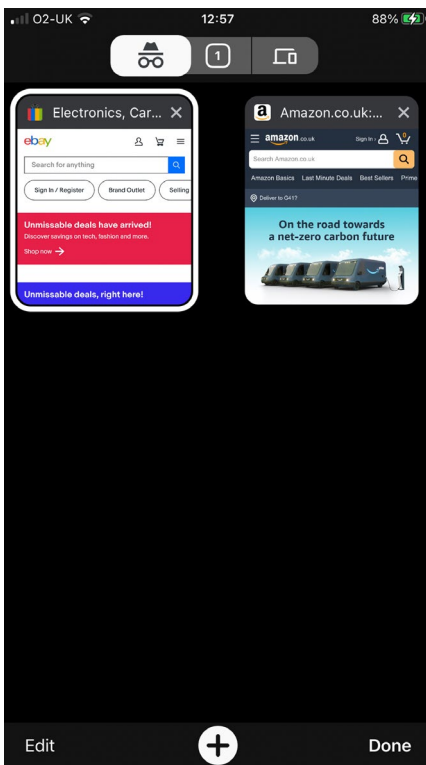 O2-UK 12:57 88%
1
Electronics, Car...
ebay
Search for anything
Sign In / Register Brand Outlet Selling
Unmissable deals have arrived!
Discover savings on tech, fashion and more.
Shop now →
Unmissable deals, right here!
a Amazon.co.uk:...
amazon.co.uk Sign in › 0
Search Amazon.co.uk
Amazon Basics Last Minute Deals Best Sellers Prime
Deliver to G41?
On the road towards
a net-zero carbon future
Edit + Done